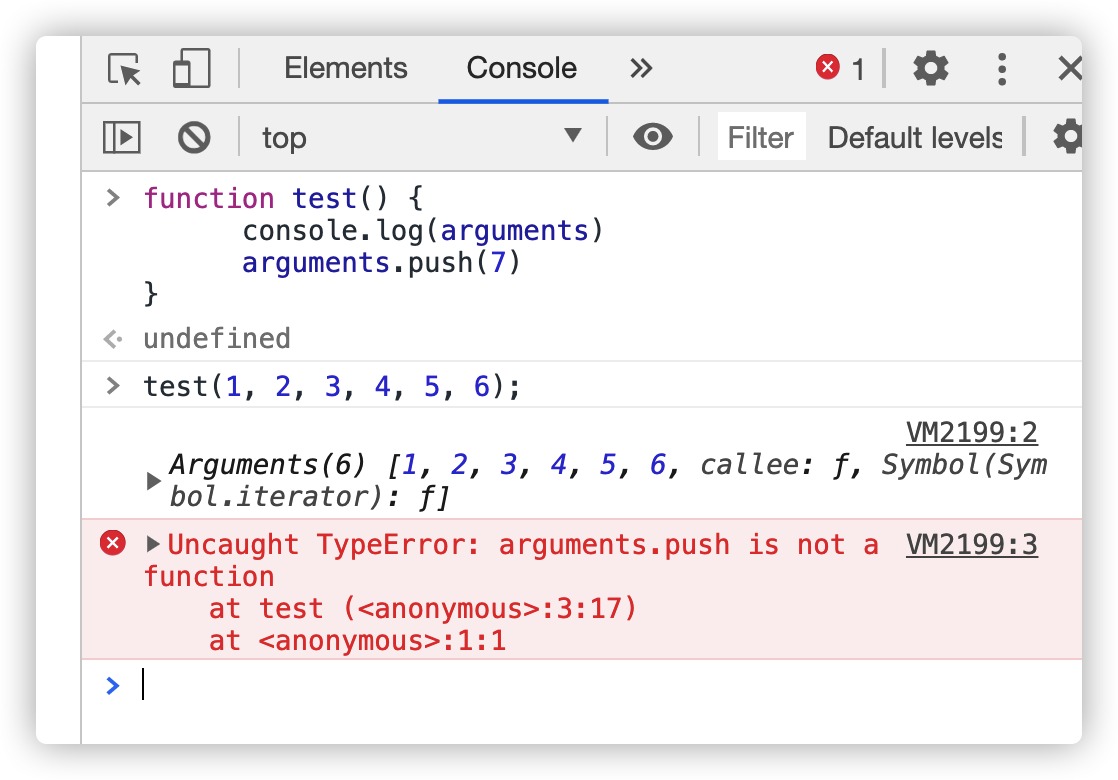 Elements Console » 1
top ▼ Filter Default levels
> function test() {
console.log(arguments)
arguments.push(7)
}
undefined
> test(1, 2, 3, 4, 5, 6);
VM2199:2
Arguments(6) [1, 2, 3, 4, 5, 6, callee: ƒ, Symbol(Sym
bol.iterator): ƒ]
Uncaught TypeError: arguments.push is not a VM2199:3
function
at test (<anonymous>:3:17)
at <anonymous>:1:1
>